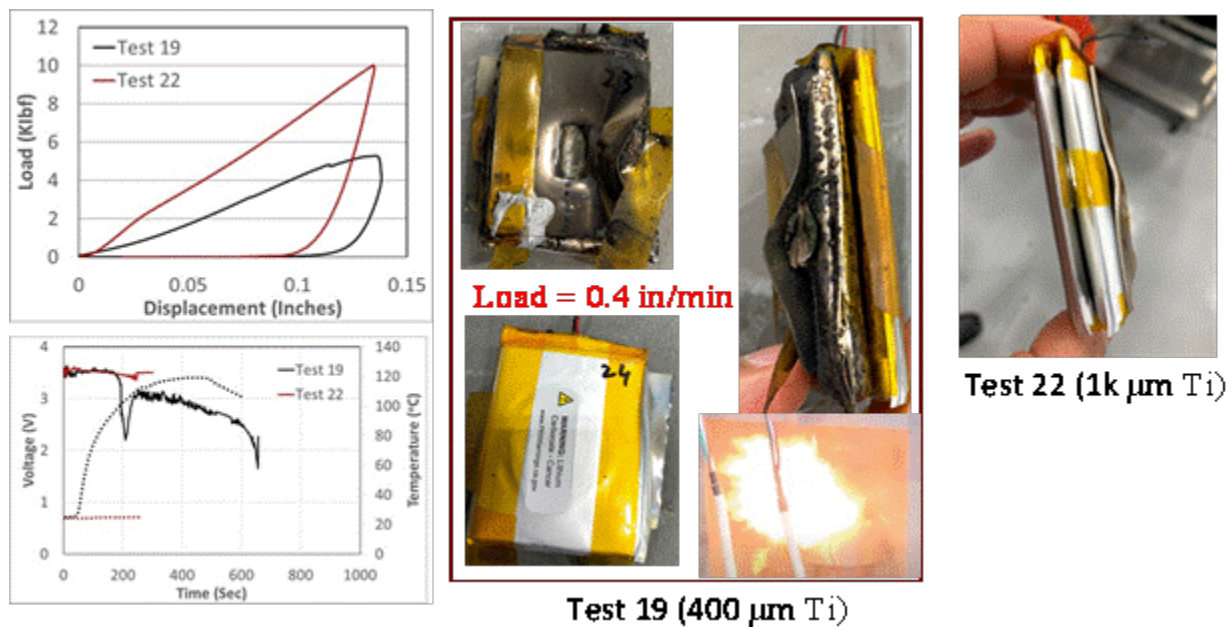 Test 19
Test 22
10
8
6
4
2
0
Load (Klbf)
0
0.05
0.1
0.15
Displacement (Inches)
4
3
2
1
0
Voltage (V)
Test 19
Test 22
140
120
100
80
60
40
20
0
Temperature (°C)
0
200
400
600
800
1000
Time (Sec)
23
Load = 0.4 in/min
24
WARNING: Lithium
Carbonate - Cancer
Test 19 (400 μm Ti)
Test 22 (1k μm Ti)